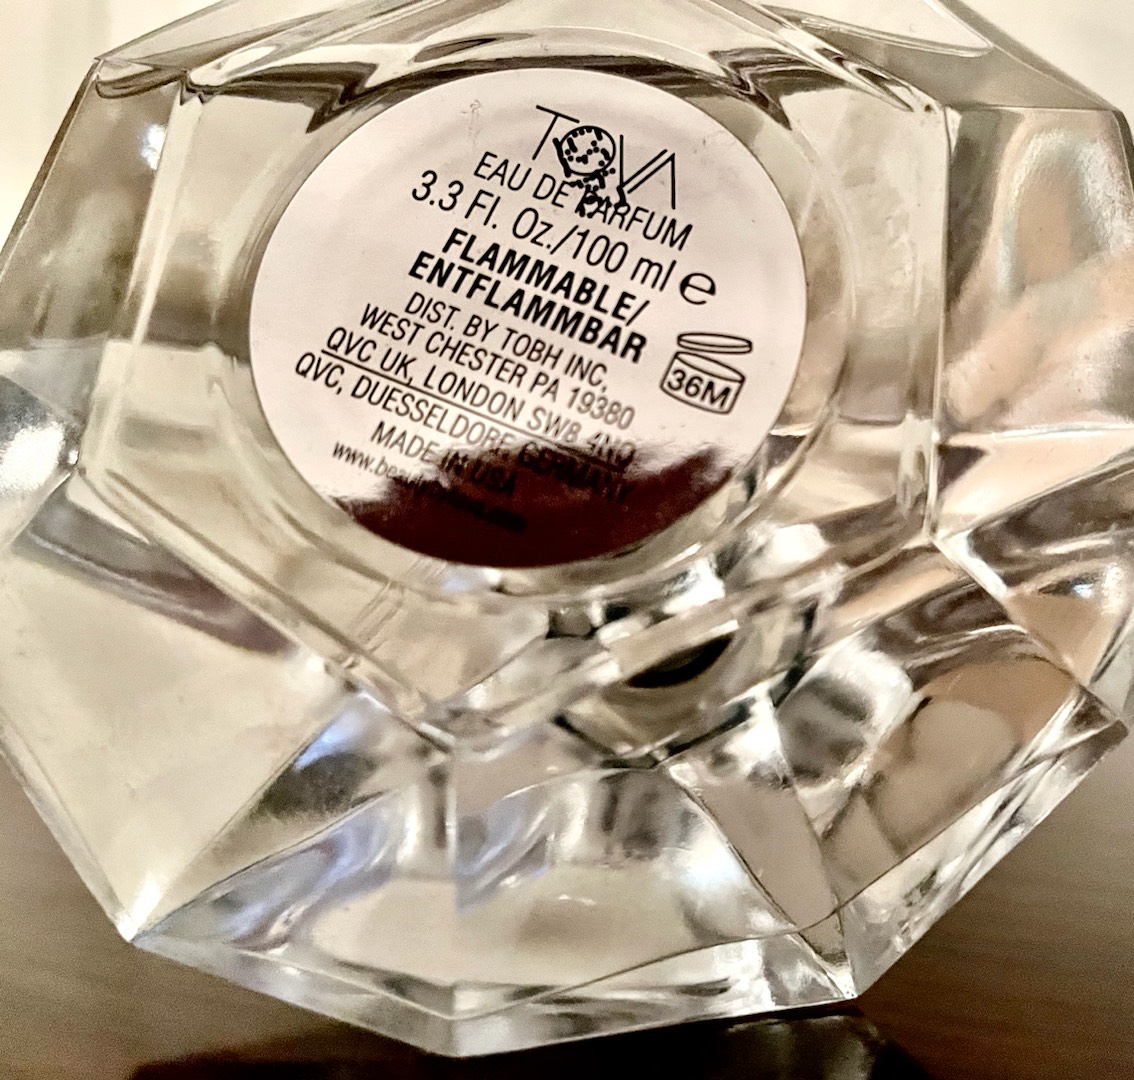 TOVA
EAU DE PARFUM
3.3 Fl. Oz./100 ml ℮
FLAMMABLE/
ENTFLAMMBAR
36M
DIST. BY TOBH INC,
WEST CHESTER PA 19380
QVC UK, LONDON SW8 4NQ
QVC, DUESSELDORF, GERMANY
MADE IN USA